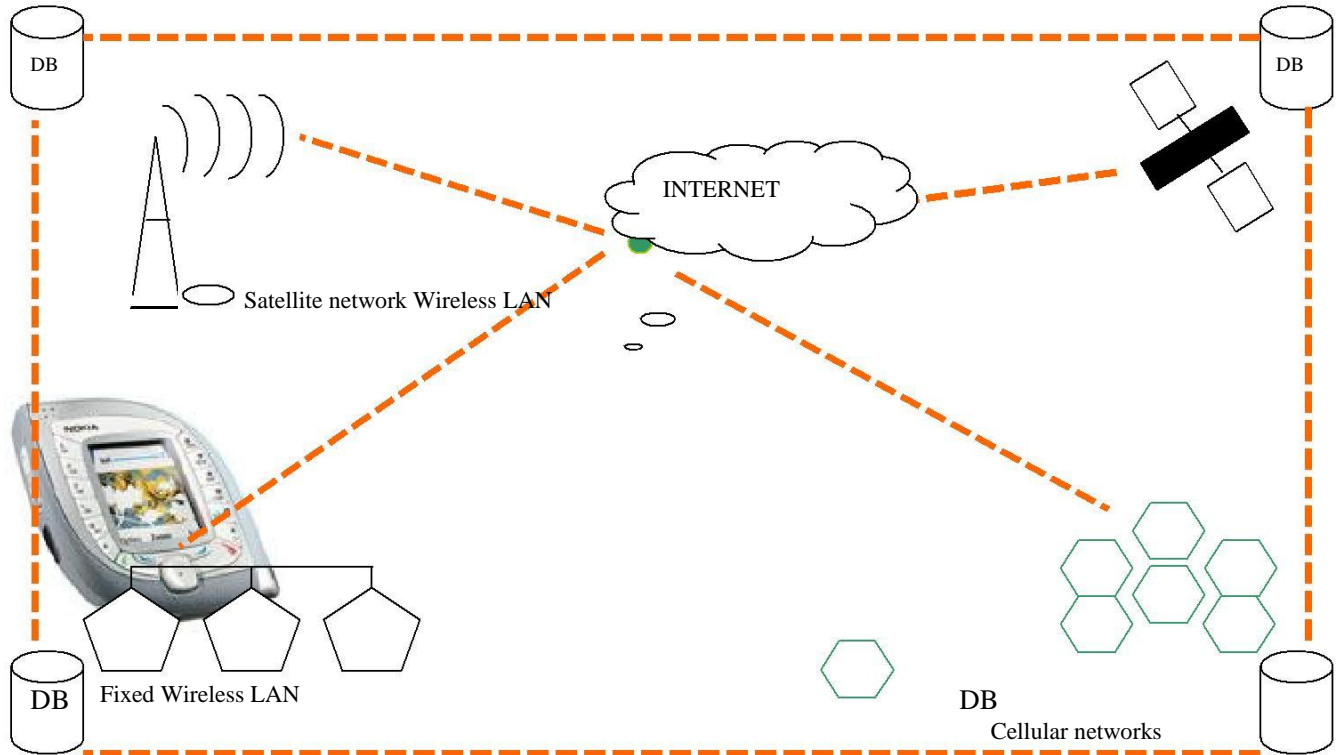 DB
DB
INTERNET
Satellite network Wireless LAN
NOKIA
DB
Fixed Wireless LAN
DB
Cellular networks